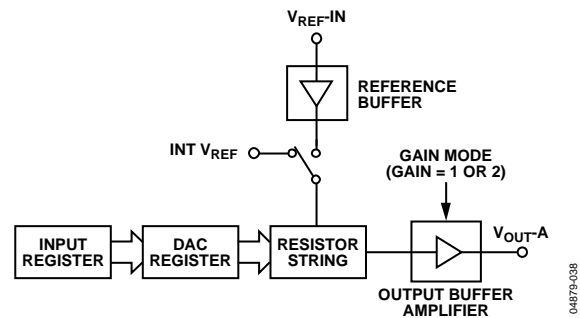 VREF-IN
REFERENCE
BUFFER
INT VREF
GAIN MODE
(GAIN = 1 OR 2)
INPUT
REGISTER
DAC
REGISTER
RESISTOR
STRING
VOUT-A
OUTPUT BUFFER
AMPLIFIER
04879-038